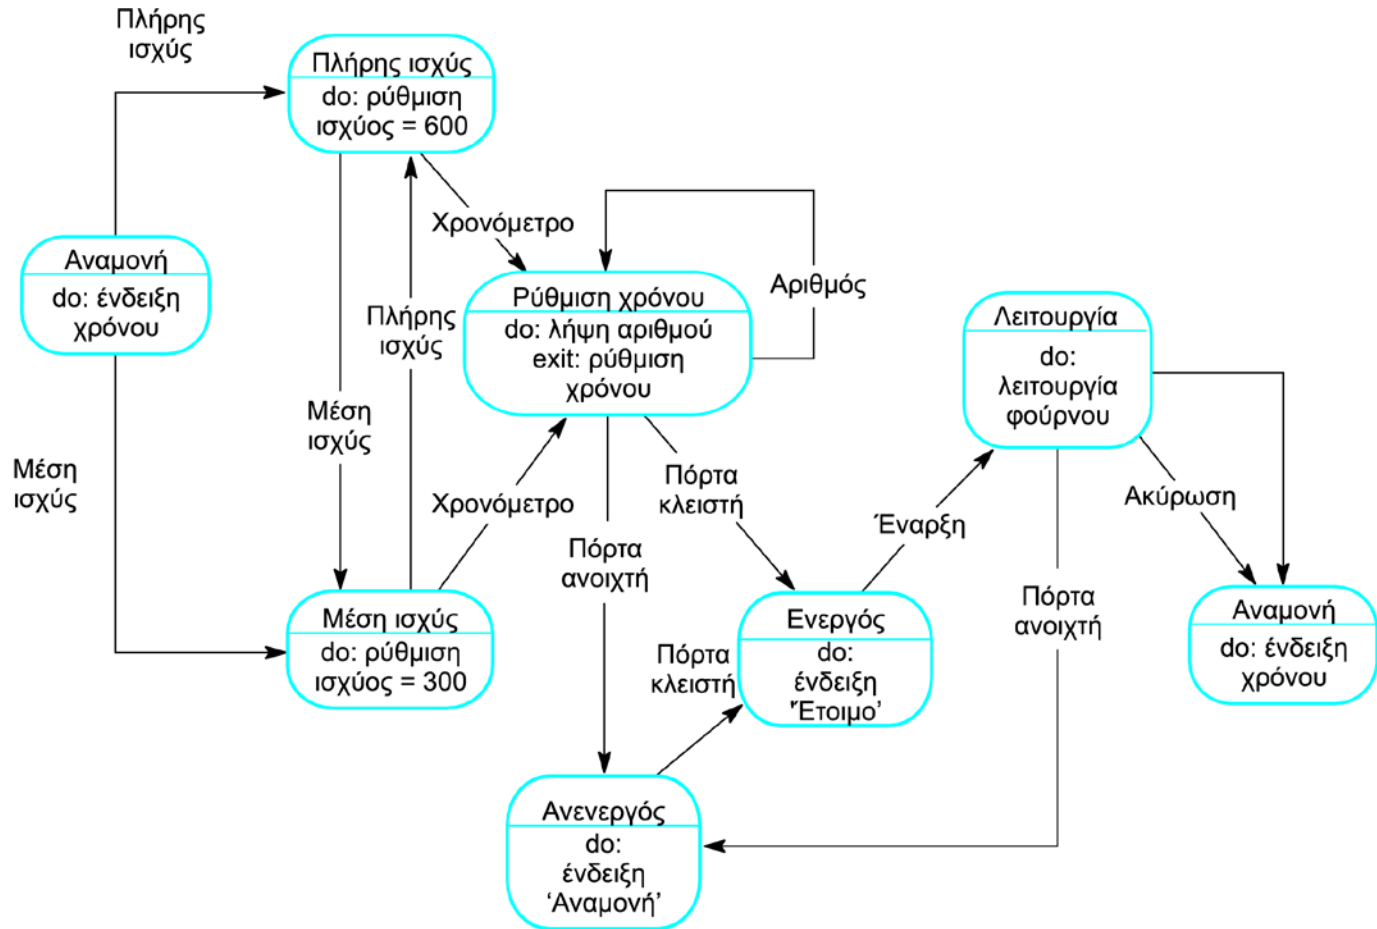 Πλήρης
ισχύς
Πλήρης ισχύς
do: ρύθμιση
ισχύος = 600
Χρονόμετρο
Αναμονή
do: ένδειξη
χρόνου
Πλήρης
ισχύς
Ρύθμιση χρόνου
do: λήψη αριθμού
exit: ρύθμιση
χρόνου
Αριθμός
Λειτουργία
do:
λειτουργία
φούρνου
Μέση
ισχύς
Μέση
ισχύς
Χρονόμετρο
Πόρτα
κλειστή
Πόρτα
ανοιχτή
Έναρξη
Ακύρωση
Πόρτα
ανοιχτή
Μέση ισχύς
do: ρύθμιση
ισχύος = 300
Πόρτα
κλειστή
Ενεργός
do:
ένδειξη
'Έτοιμο’
Αναμονή
do: ένδειξη
χρόνου
Ανενεργός
do:
ένδειξη
‘Αναμονή’